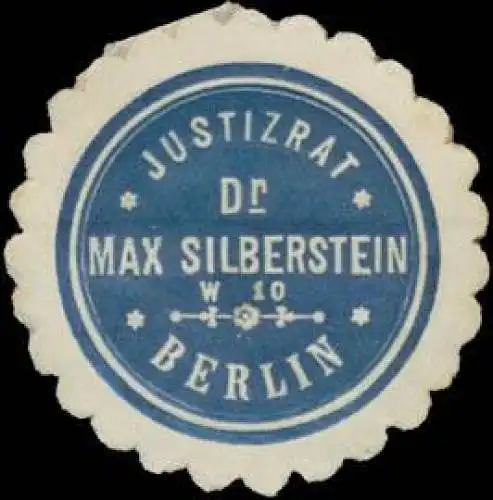 JUSTIZRAT
Dr
MAX SILBERSTEIN
W 10
BERLIN